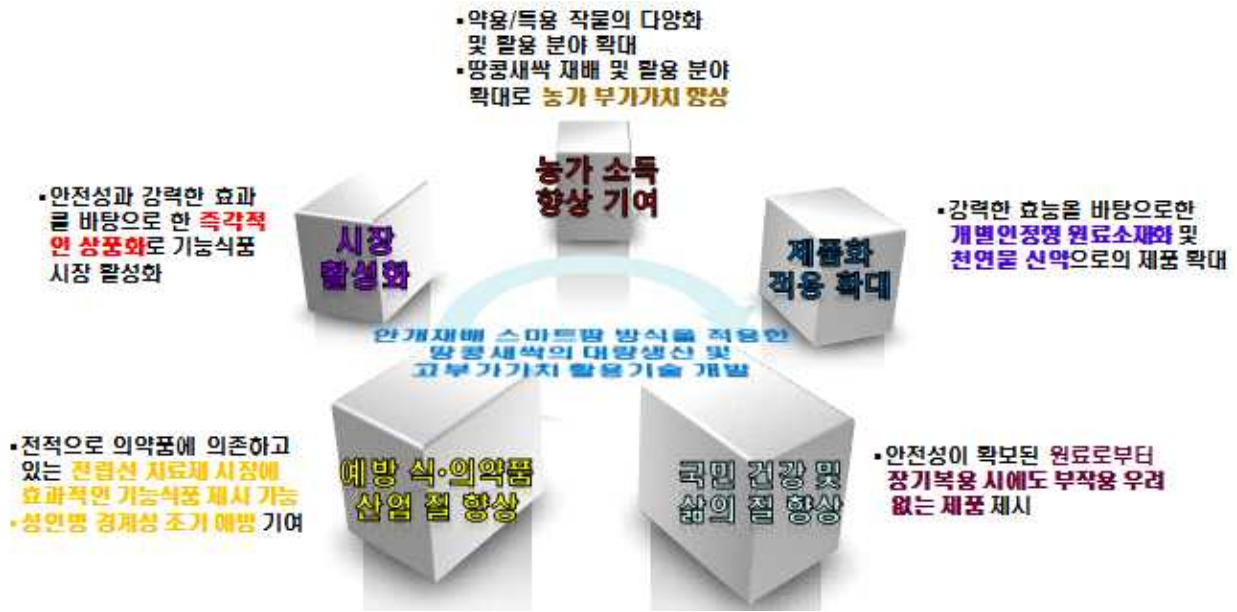 ▪약용/특용 작물의 다양화
및 활용 분야 확대
▪땅콩새싹 재배 및 활용 분야
확대로 농가 부가가치 향상
농가 소득
향상 기여
▪안전성과 강력한 효과
를 바탕으로 한 즉각적
인 상품화로 기능식품
시장 활성화
시장
활성화
▪강력한 효능을 바탕으로한
개별인정형 원료소재화 및
천연물 신약으로의 제품 확대
제품화
적용 확대
안개재배 스마트팜 방식을 적용한
땅콩새싹의 대량생산 및
고부가가치 활용기술 개발
▪전적으로 의약품에 의존하고
있는 전립선 치료제 시장에
효과적인 기능식품 제시 가능
▪성인병 경제성 조기 예방 기여
예방 식·의약품
산업 질 향상
국민 건강 및
삶의 질 향상
▪안전성이 확보된 원료로부터
장기복용 시에도 부작용 우려
없는 제품 제시